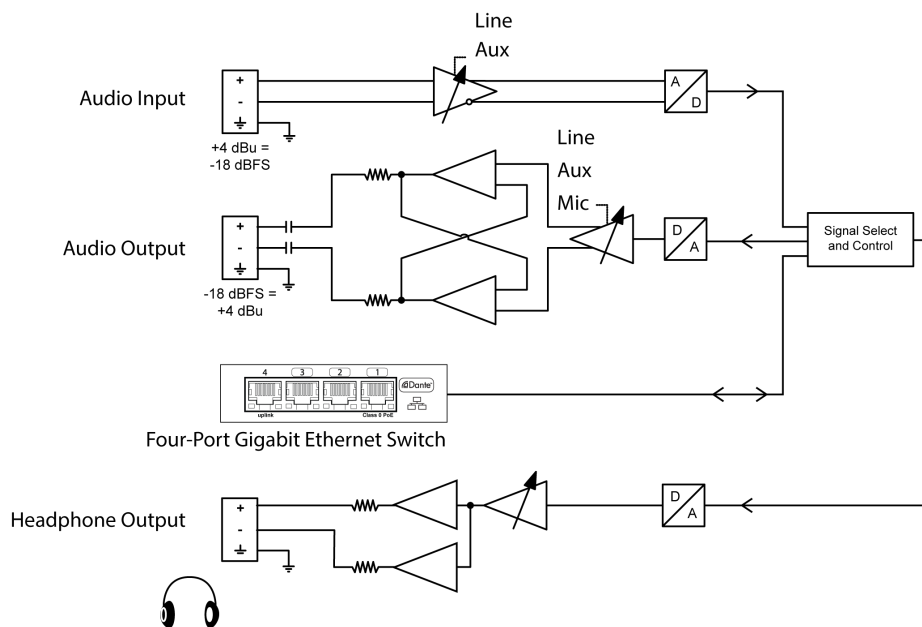 Line
Aux
Audio Input
+
-
+4 dBu =
-18 dBFS
A
D
Line
Aux
Mic
Audio Output
+
-
-18 dBFS =
+4 dBu
D
A
Signal Select
and Control
4
3
2
1
Dante
uplink
Class 0 PoE
Four-Port Gigabit Ethernet Switch
Headphone Output
+
-
D
A